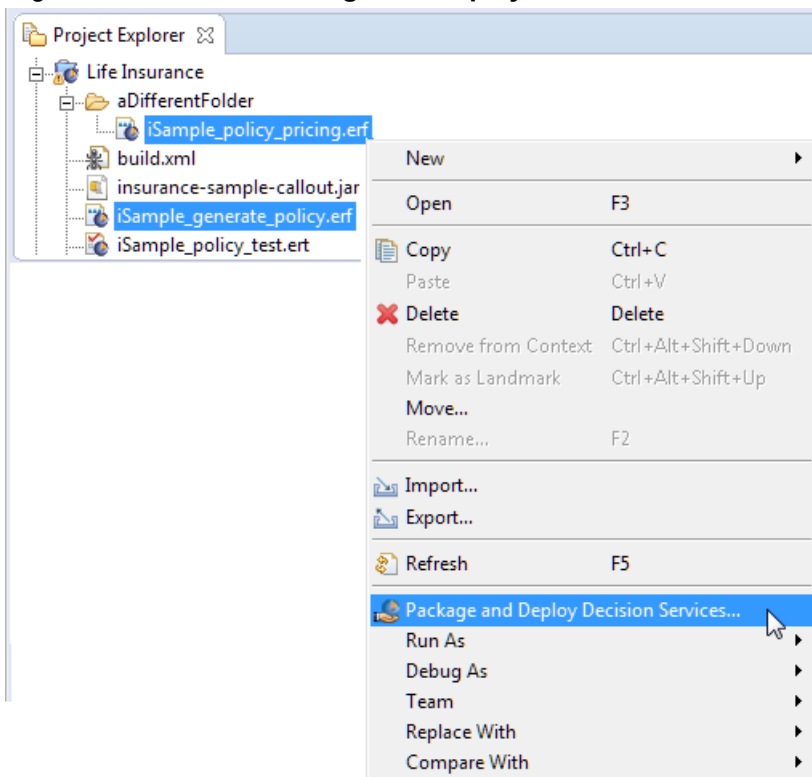 Project Explorer
Life Insurance
aDifferentFolder
iSample_policy_pricing.erf
build.xml
insurance-sample-callout.jar
iSample_generate_policy.erf
iSample_policy_test.ert
New
Open F3
Copy Ctrl+C
Paste Ctrl+V
Delete Delete
Remove from Context Ctrl+Alt+Shift+Down
Mark as Landmark Ctrl+Alt+Shift+Up
Move...
Rename... F2
Import...
Export...
Refresh F5
Package and Deploy Decision Services...
Run As
Debug As
Team
Replace With
Compare With